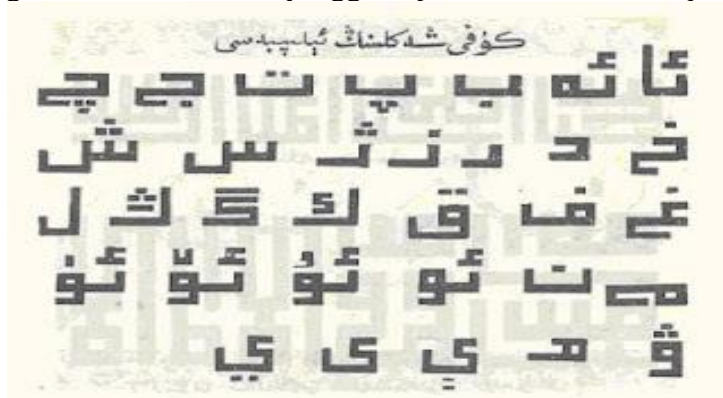 كۇفى شەكلىنىڭ ئېلىپبەسى
ئا ئە ب پ ت ج چ
خ د ر ز ژ س ش
غ ف ق ك گ ڭ ل
م ن ئو ئۇ ئۆ ئۈ
ۋ ھ ې ى ي